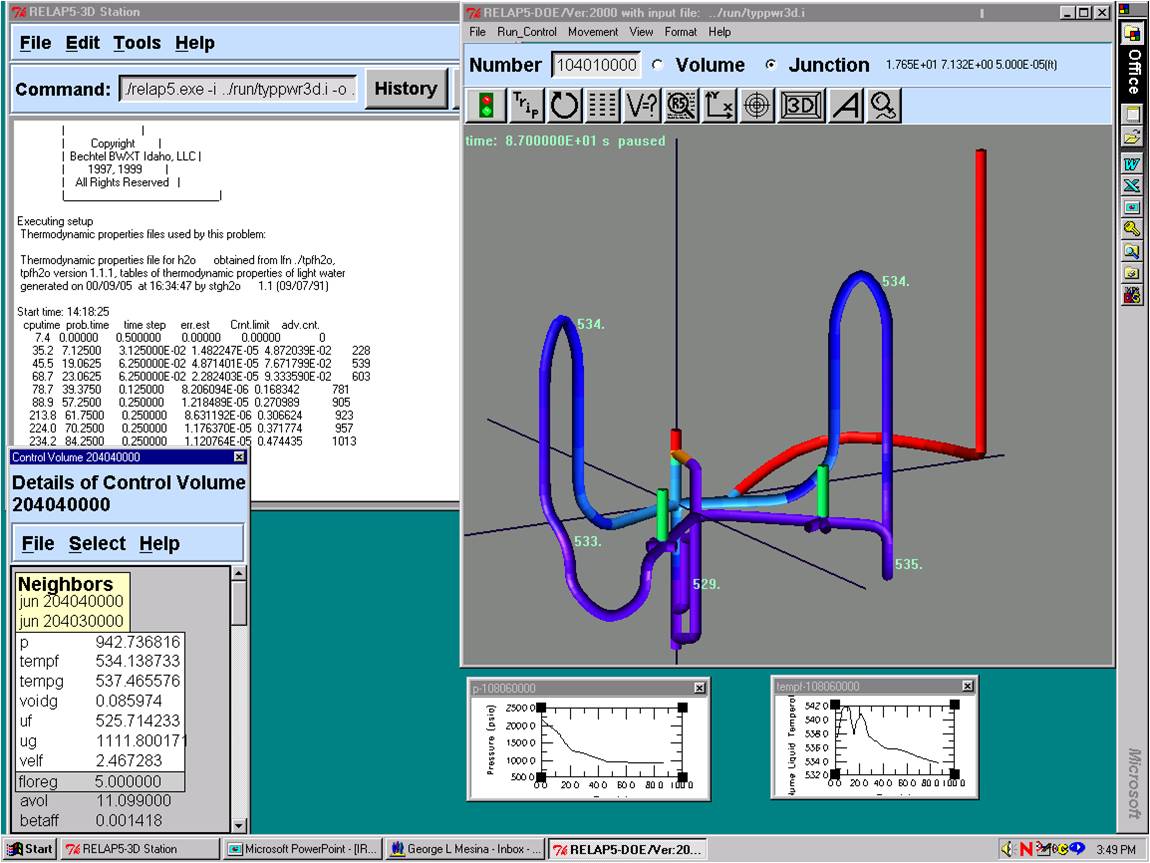 RELAP5-3D Station
File Edit Tools Help
Command: ./relap5.exe -i ../run/typpwr3d.i -o . History
Copyright |
| Bechtel BWXT Idaho, LLC |
| 1997, 1999 |
| All Rights Reserved |
Executing setup
Thermodynamic properties files used by this problem:
Thermodynamic properties file for h2o obtained from lfn ./tpfh2o,
tpfh2o version 1.1.1, tables of thermodynamic properties of light water
generated on 00/09/05 at 16:34:47 by stgh2o 1.1 (09/07/91)
Start time: 14:18:25
cputime prob.time time step err.est Crnt.limit adv.cnt.
7.4 0.00000 0.500000 0.00000 0.00000 0
35.2 7.12500 3.125000E-02 1.482247E-05 4.872039E-02 228
45.5 19.0625 6.250000E-02 4.871401E-05 7.671799E-02 539
68.7 23.0625 6.250000E-02 2.282403E-05 9.333590E-02 603
78.7 39.3750 0.125000 8.206094E-06 0.168342 781
88.9 57.2500 0.250000 1.218489E-05 0.270989 905
213.8 61.7500 0.250000 8.631192E-06 0.306624 923
224.0 70.2500 0.250000 1.176370E-05 0.371774 957
234.2 84.2500 0.250000 1.120764E-05 0.474435 1013
Control Volume 204040000
Details of Control Volume
204040000
File Select Help
Neighbors
jun 204040000
jun 204030000
p 942.736816
tempf 534.138733
tempg 537.465576
voidg 0.085974
uf 525.714233
ug 1111.800171
velf 2.467283
floreg 5.000000
avol 11.099000
betaff 0.001418
RELAP5-DOE/Ver:2000 with input file: ../run/typpwr3d.i
File Run_Control Movement View Format Help
Number 104010000 Volume Junction 1.765E+01 7.132E+00 5.000E-05(ft)
Trip V=? R5 Y x 3D A
time: 8.700000E+01 s paused
534.
534.
533.
535.
529.
p-108060000
Pressure (psia)
2500.0
2000.0
1500.0
1000.0
500.0
0.0 20.0 40.0 60.0 80.0 100.0
tempf-108060000
ume Liquid Temperat
542.0
540.0
538.0
536.0
534.0
532.0
0.0 20.0 40.0 60.0 80.0 100.0
Office
Microsoft
Start RELAP5-3D Station Microsoft PowerPoint - [IR... George L Mesina - Inbox - ... RELAP5-DOE/Ver:20... 3:49 PM